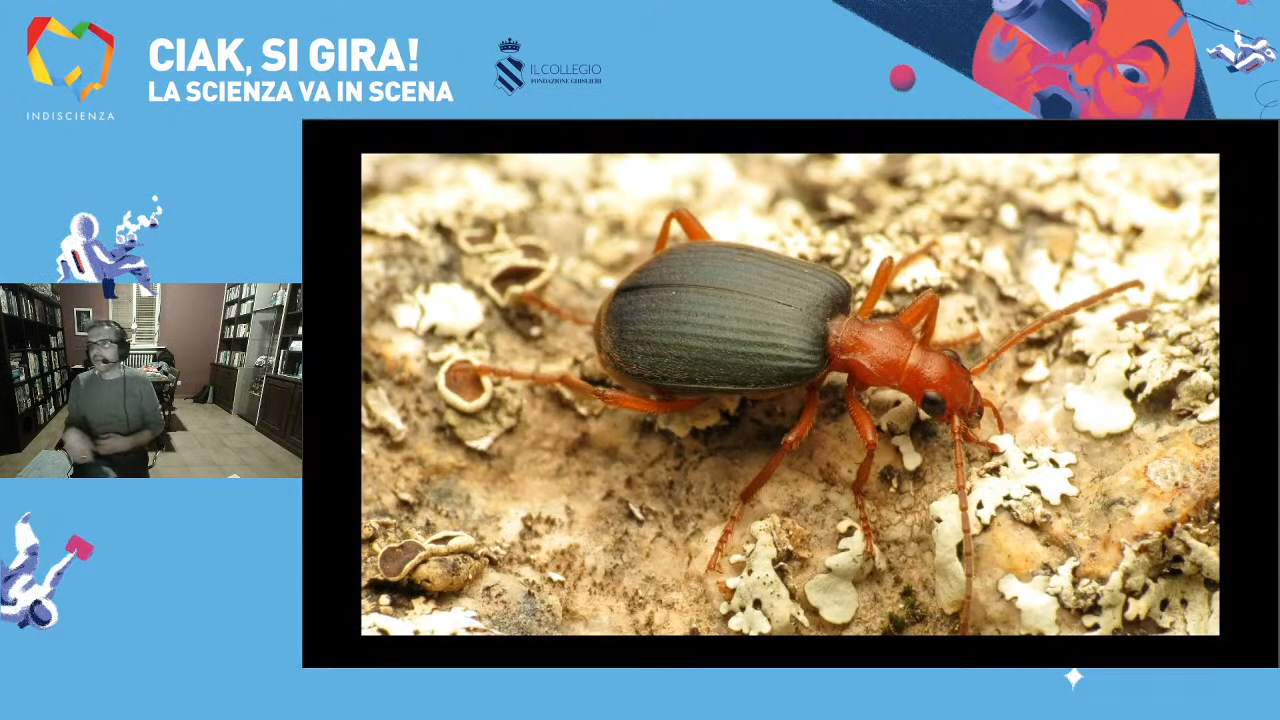 CIAK, SI GIRA!
LA SCIENZA VA IN SCENA
INDISCIENZA
IL COLLEGIO
FONDAZIONE GHISLIERI